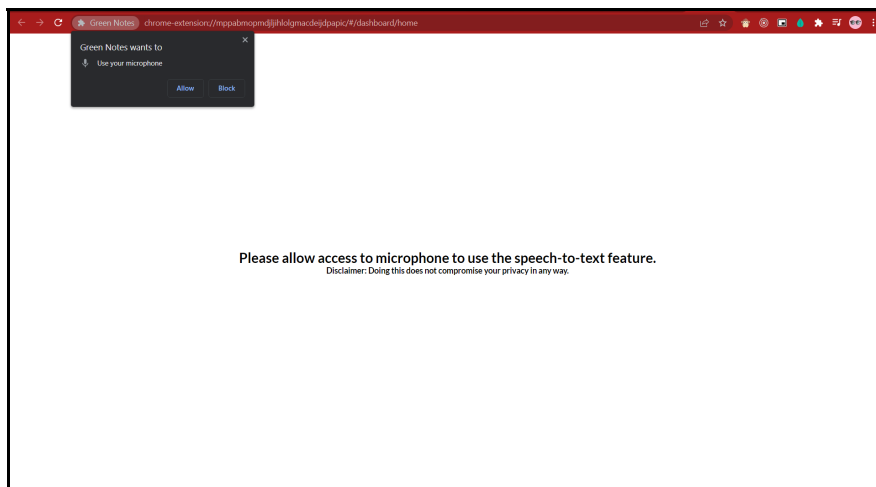 Green Notes chrome-extension://mppabmopmdjljihlolgmacdeijdpapic/#/dashboard/home
Green Notes wants to
Use your microphone
Allow Block
Please allow access to microphone to use the speech-to-text feature.
Disclaimer: Doing this does not compromise your privacy in any way.